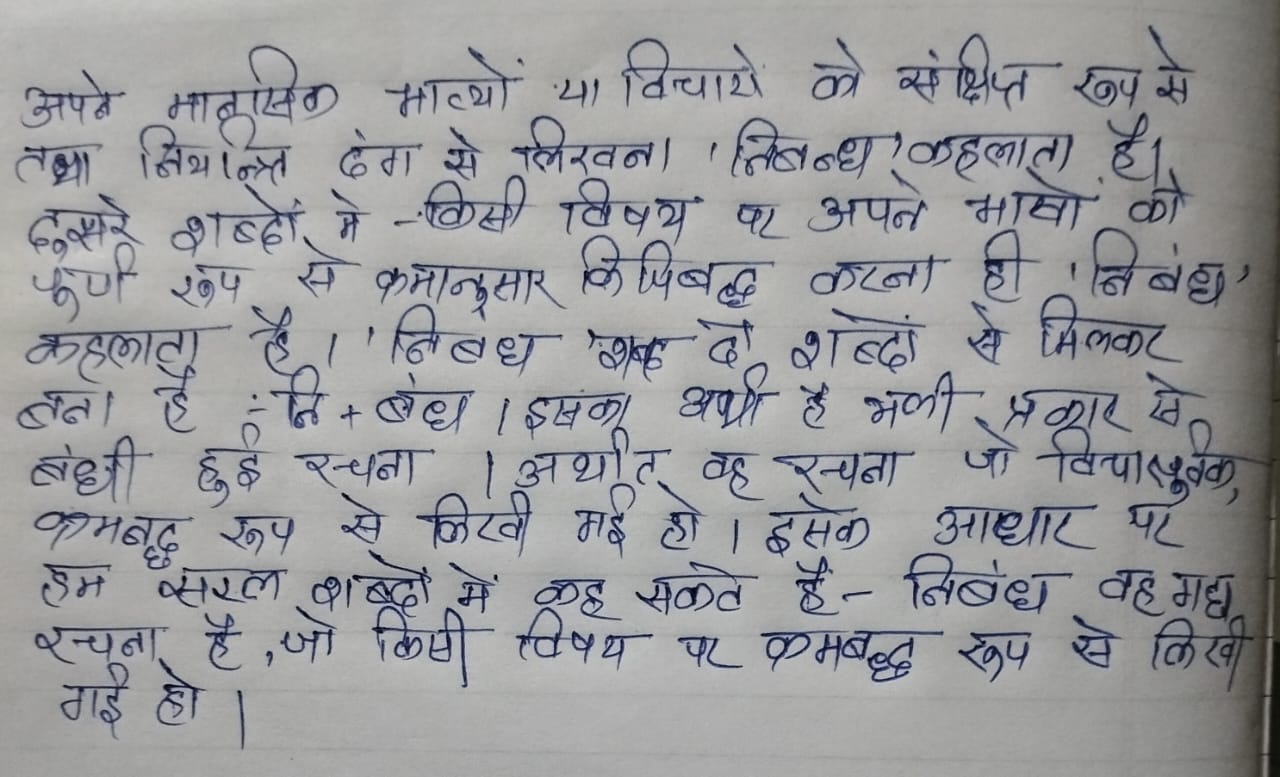 अपने मानसिक भाव्यों या विचारों को संक्षिप्त रूप से
तथा नियन्त्रित ढंग से लिखना 'निबन्ध' कहलाता है।
दुसरे शब्दों में - किसी विषय पर अपने भावों को
पूर्ण रूप से क्रमानुसार लिपिबद्ध करना ही 'निबंध'
कहलाता है। 'निबंध' शब्द दो शब्दों से मिलकर
बना है :- नि + बंध। इसका अर्थ है भली प्रकार से
बंधी हुई रचना। अर्थात वह रचना जो विचारपूर्वक,
क्रमबद्ध रूप से लिखी गई हो। इसके आधार पर
हम सरल शब्दों में कह सकते है - निबंध वह गद्य
रचना है, जो किसी विषय पर क्रमबद्ध रूप से लिखी
गई हो।